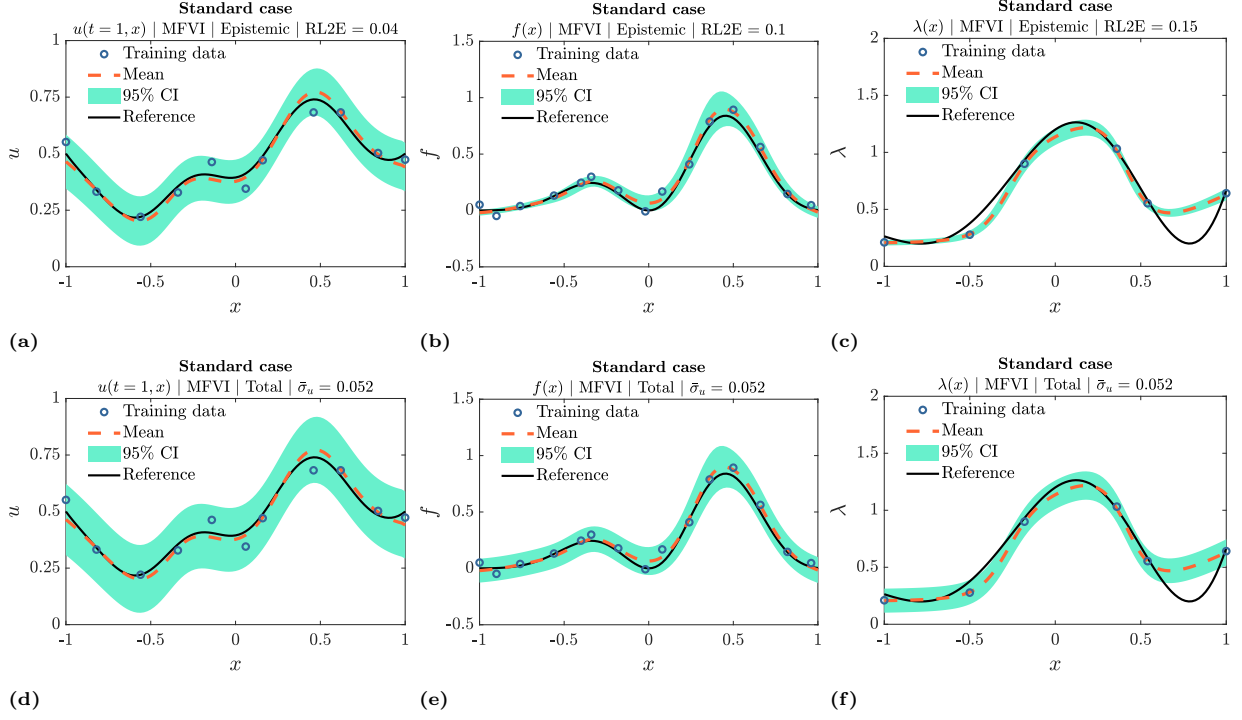 Standard case
u(t = 1, x) | MFVI | Epistemic | RL2E = 0.04
Training data
Mean
95% CI
Reference
u
1
0.75
0.5
0.25
0
-1
-0.5
0
0.5
1
x
(a)
Standard case
f(x) | MFVI | Epistemic | RL2E = 0.1
Training data
Mean
95% CI
Reference
f
1.5
1
0.5
0
-0.5
-1
-0.5
0
0.5
1
x
(b)
Standard case
λ(x) | MFVI | Epistemic | RL2E = 0.15
Training data
Mean
95% CI
Reference
λ
2
1.5
1
0.5
0
-1
-0.5
0
0.5
1
x
(c)
Standard case
u(t = 1, x) | MFVI | Total | σ̄ᵤ = 0.052
Training data
Mean
95% CI
Reference
u
1
0.75
0.5
0.25
0
-1
-0.5
0
0.5
1
x
(d)
Standard case
f(x) | MFVI | Total | σ̄ᵤ = 0.052
Training data
Mean
95% CI
Reference
f
1.5
1
0.5
0
-0.5
-1
-0.5
0
0.5
1
x
(e)
Standard case
λ(x) | MFVI | Total | σ̄ᵤ = 0.052
Training data
Mean
95% CI
Reference
λ
2
1.5
1
0.5
0
-1
-0.5
0
0.5
1
x
(f)